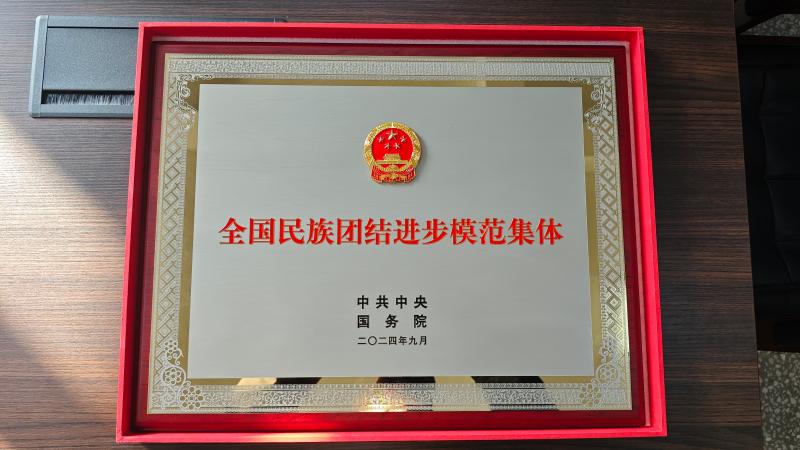 全国民族团结进步模范集体
中共中央
国务院
二〇二四年九月